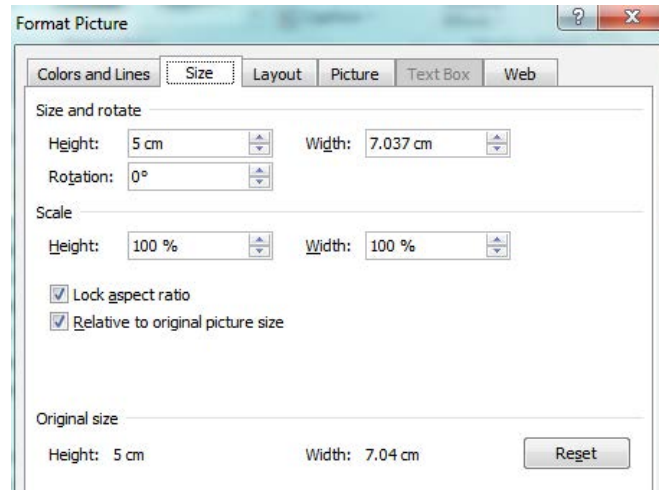 Format Picture
Colors and Lines Size Layout Picture Text Box Web
Size and rotate
Height: 5 cm Width: 7.037 cm
Rotation: 0°
Scale
Height: 100 % Width: 100 %
Lock aspect ratio
Relative to original picture size
Original size
Height: 5 cm Width: 7.04 cm Reset